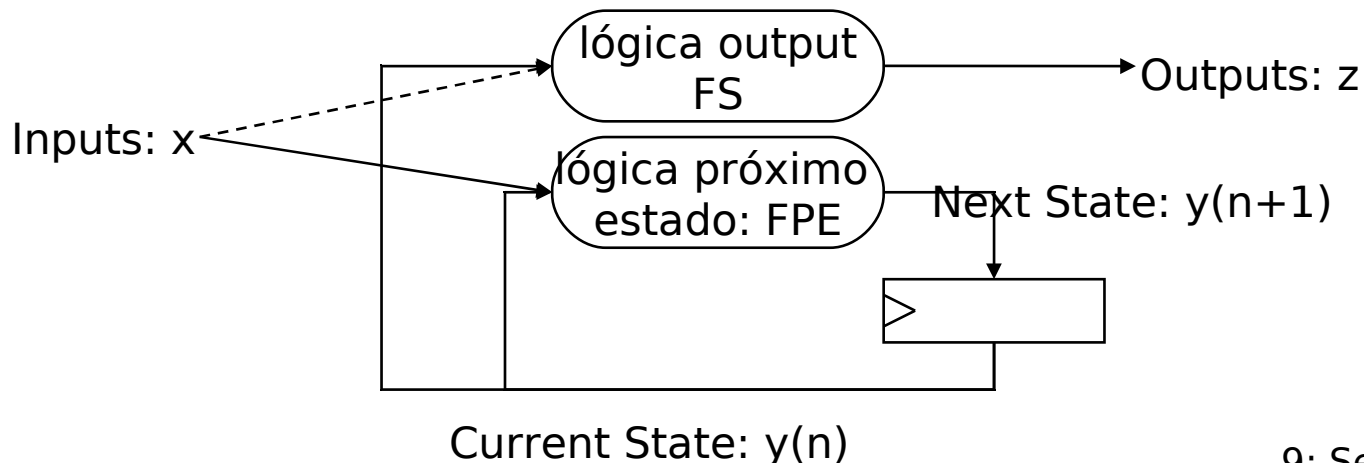 lógica output
FS
Outputs: z
Inputs: x
lógica próximo
estado: FPE
Next State: y(n+1)
Current State: y(n)